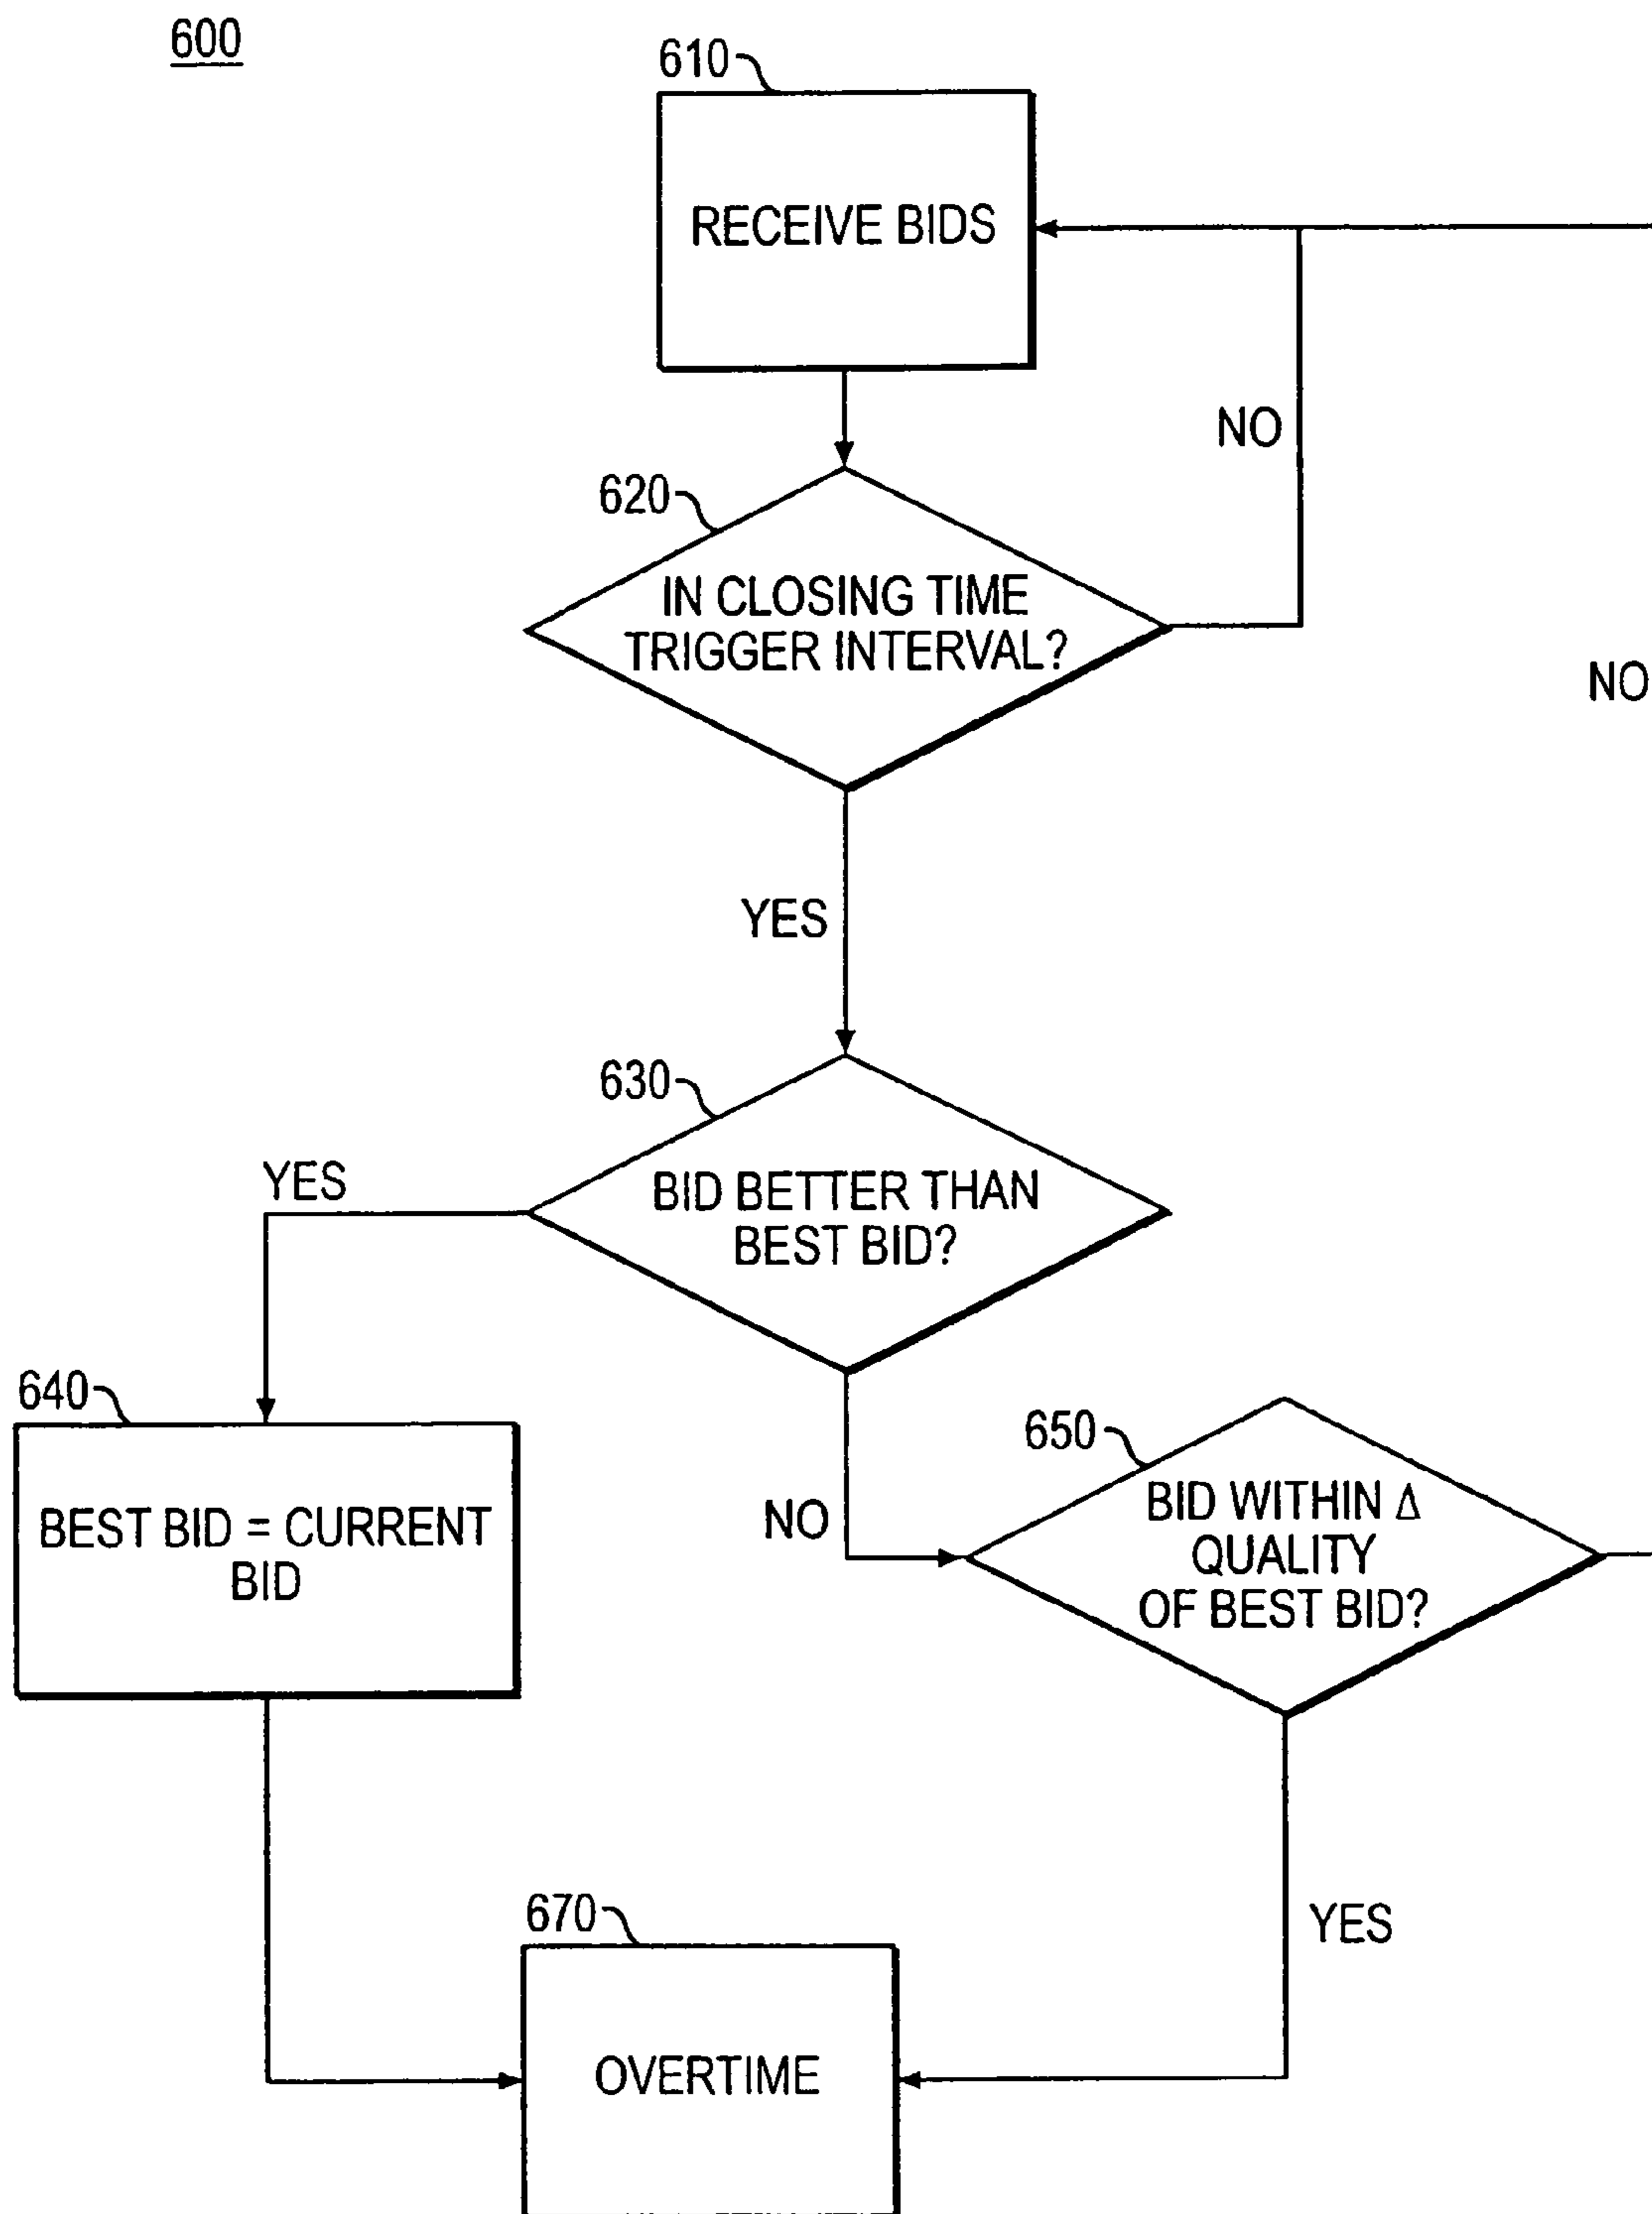 600
610
RECEIVE BIDS
NO
620
IN CLOSING TIME
TRIGGER INTERVAL?
NO
YES
630
BID BETTER THAN
BEST BID?
YES
640
BEST BID = CURRENT
BID
NO
650
BID WITHIN Δ
QUALITY
OF BEST BID?
YES
670
OVERTIME